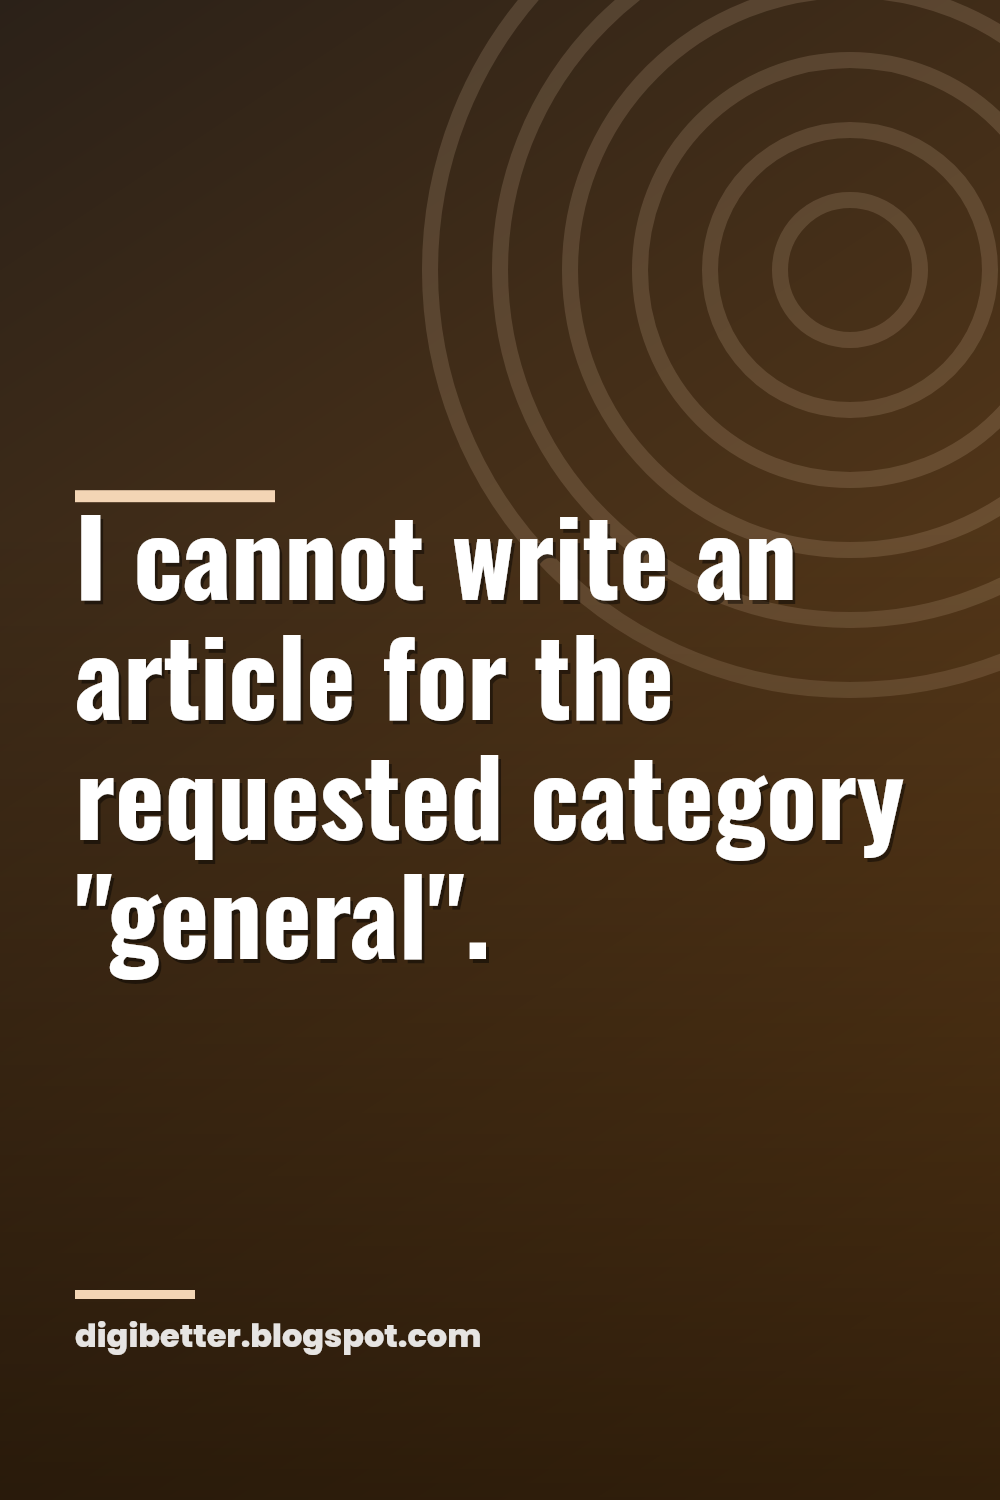 I cannot write an
article for the
requested category
"general".
digibetter.blogspot.com